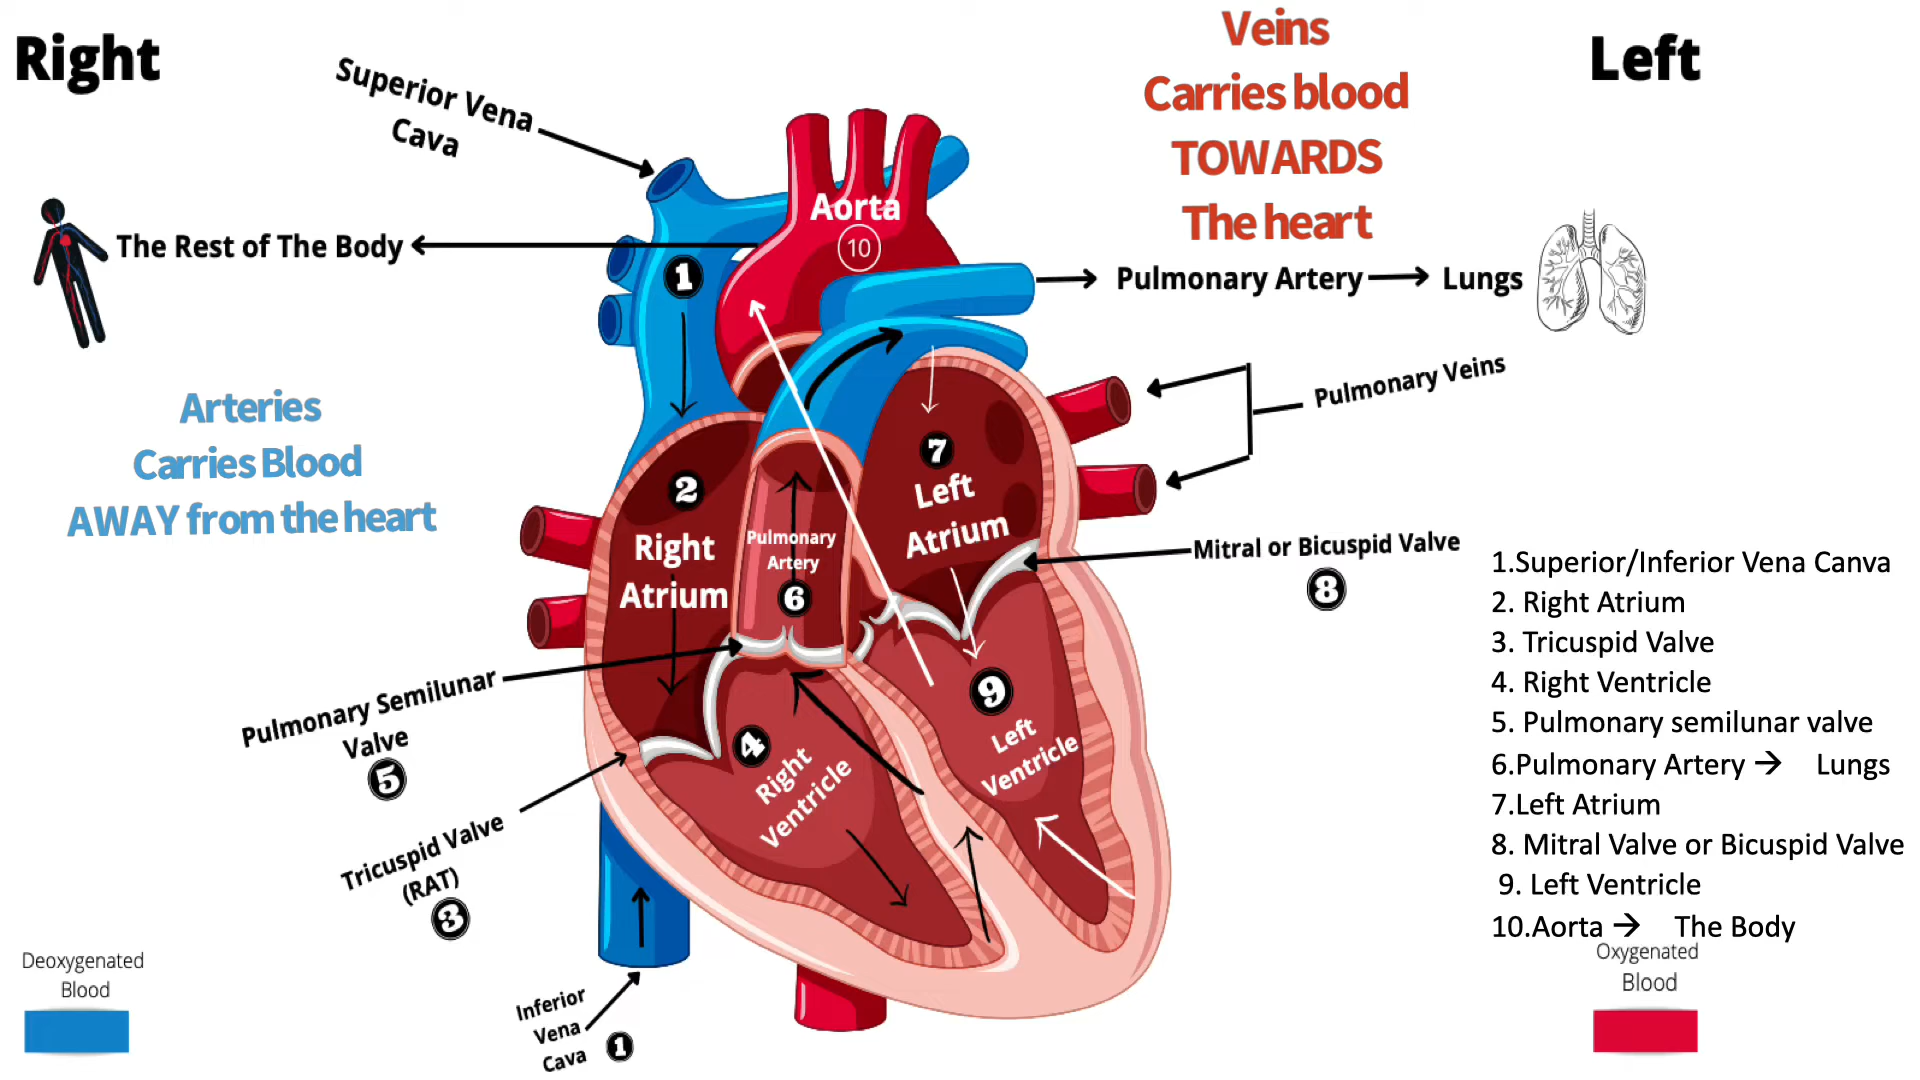 Right
Superior Vena
Cava
Veins
Carries blood
TOWARDS
The heart
Left
The Rest of The Body
Aorta
10
1
Pulmonary Artery
Lungs
Pulmonary Veins
Arteries
Carries Blood
AWAY from the heart
2
Right
Atrium
Pulmonary
Artery
6
7
Left
Atrium
Mitral or Bicuspid Valve
8
Pulmonary Semilunar
Valve
5
4
Right
Ventricle
9
Left
Ventricle
Tricuspid Valve
(RAT)
3
Inferior
Vena
Cava
1
1.Superior/Inferior Vena Canva
2. Right Atrium
3. Tricuspid Valve
4. Right Ventricle
5. Pulmonary semilunar valve
6.Pulmonary Artery → Lungs
7.Left Atrium
8. Mitral Valve or Bicuspid Valve
9. Left Ventricle
10.Aorta → The Body
Deoxygenated
Blood
Oxygenated
Blood